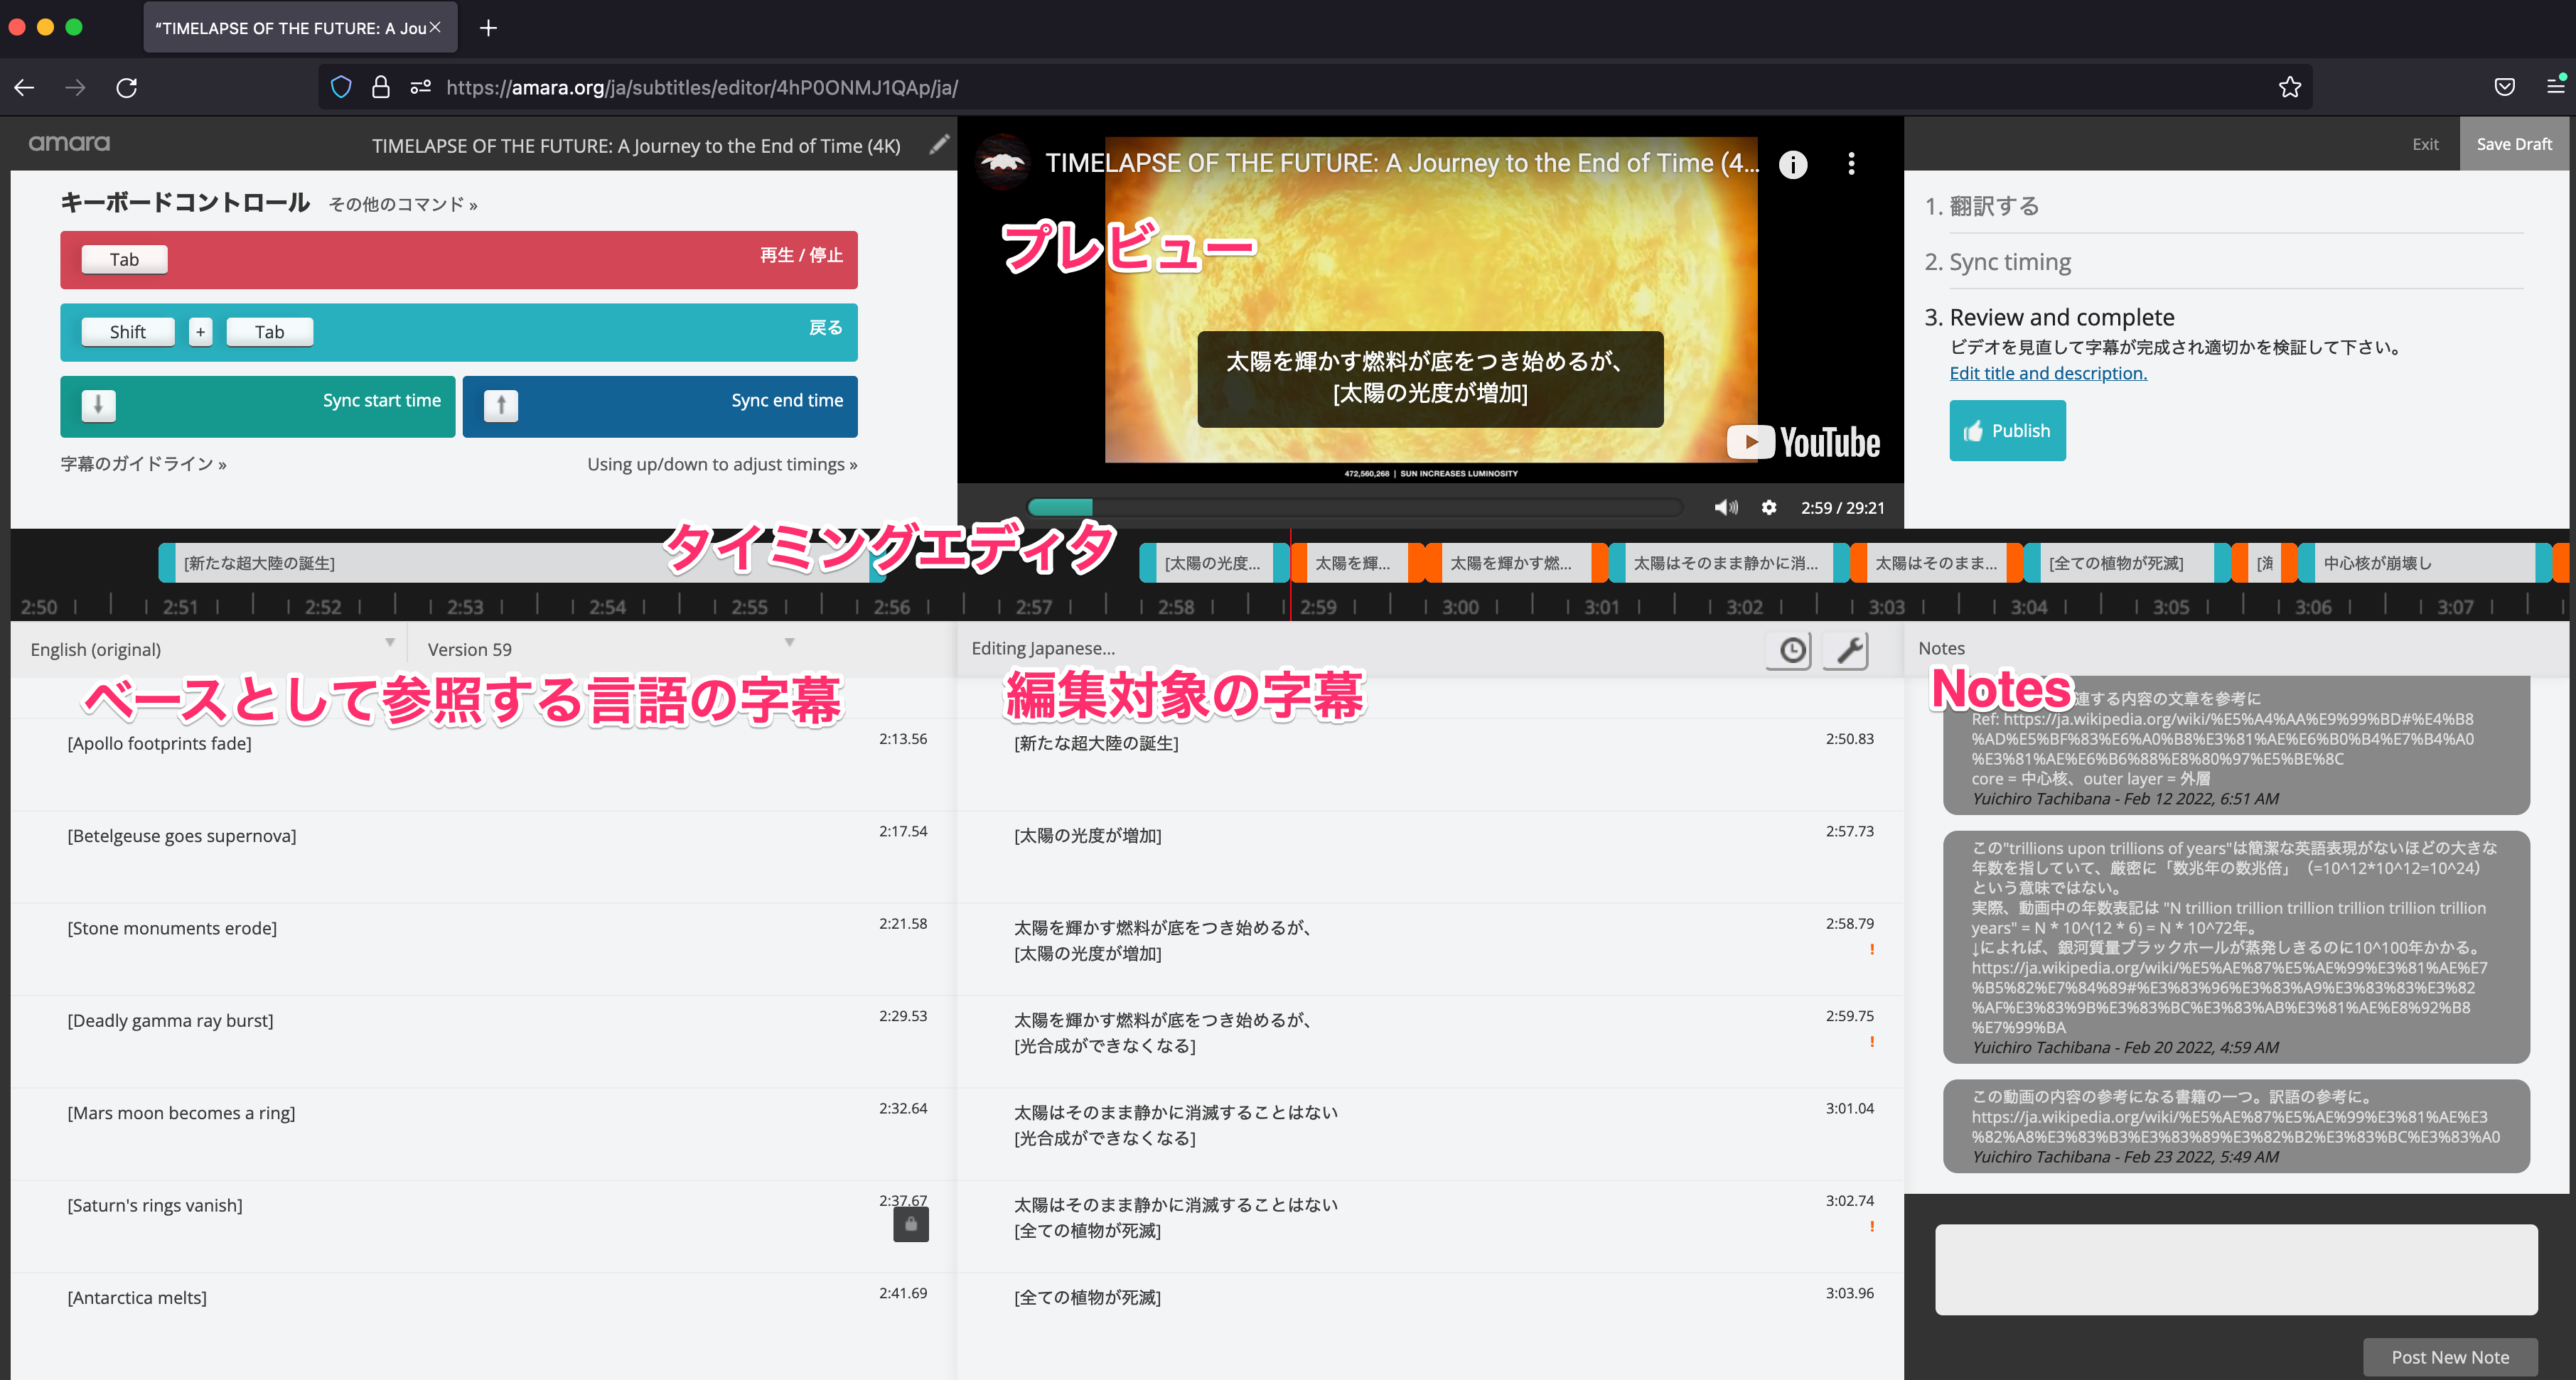 “TIMELAPSE OF THE FUTURE: A Jou
https://amara.org/ja/subtitles/editor/4hP0ONMJ1QAp/ja/
amara
TIMELAPSE OF THE FUTURE: A Journey to the End of Time (4K)
キーボードコントロール その他のコマンド »
Tab 再生 / 停止
Shift + Tab 戻る
Sync start time
Sync end time
字幕のガイドライン »
Using up/down to adjust timings »
TIMELAPSE OF THE FUTURE: A Journey to the End of Time (4...
プレビュー
太陽を輝かす燃料が底をつき始めるが、
[太陽の光度が増加]
YouTube
472,560,268 | SUN INCREASES LUMINOSITY
2:59 / 29:21
Exit
Save Draft
1. 翻訳する
2. Sync timing
3. Review and complete
ビデオを見直して字幕が完成され適切かを検証して下さい。
Edit title and description.
Publish
タイミングエディタ
[新たな超大陸の誕生]
[太陽の光度...
太陽を輝...
太陽を輝かす燃...
太陽はそのまま静かに消...
太陽はそのまま...
[全ての植物が死滅]
中心核が崩壊し
2:50 2:51 2:52 2:53 2:54 2:55 2:56 2:57 2:58 2:59 3:00 3:01 3:02 3:03 3:04 3:05 3:06 3:07
English (original)
Version 59
ベースとして参照する言語の字幕
[Apollo footprints fade] 2:13.56
[Betelgeuse goes supernova] 2:17.54
[Stone monuments erode] 2:21.58
[Deadly gamma ray burst] 2:29.53
[Mars moon becomes a ring] 2:32.64
[Saturn's rings vanish] 2:37.67
[Antarctica melts] 2:41.69
Editing Japanese...
編集対象の字幕
[新たな超大陸の誕生] 2:50.83
[太陽の光度が増加] 2:57.73
太陽を輝かす燃料が底をつき始めるが、 2:58.79
[太陽の光度が増加] !
太陽を輝かす燃料が底をつき始めるが、 2:59.75
[光合成ができなくなる] !
太陽はそのまま静かに消滅することはない 3:01.04
[光合成ができなくなる]
太陽はそのまま静かに消滅することはない 3:02.74
[全ての植物が死滅] !
[全ての植物が死滅] 3:03.96
Notes
Notes
する内容の文章を参考に
Ref: https://ja.wikipedia.org/wiki/%E5%A4%AA%E9%99%BD#%E4%B8
%AD%E5%BF%83%E6%A0%B8%E3%81%AE%E6%B0%B4%E7%B4%A0
%E3%81%AE%E6%B6%88%E8%80%97%E5%BE%8C
core = 中心核、outer layer = 外層
Yuichiro Tachibana - Feb 12 2022, 6:51 AM
この"trillions upon trillions of years"は簡潔な英語表現がないほどの大きな
年数を指していて、厳密に「数兆年の数兆倍」（=10^12*10^12=10^24）
という意味ではない。
実際、動画中の年数表記は "N trillion trillion trillion trillion trillion trillion
years" = N * 10^(12 * 6) = N * 10^72年。
↓によれば、銀河質量ブラックホールが蒸発しきるのに10^100年かかる。
https://ja.wikipedia.org/wiki/%E5%AE%87%E5%AE%99%E3%81%AE%E7
%B5%82%E7%84%89#%E3%83%96%E3%83%A9%E3%83%83%E3%82
%AF%E3%83%9B%E3%83%BC%E3%83%AB%E3%81%AE%E8%92%B8
%E7%99%BA
Yuichiro Tachibana - Feb 20 2022, 4:59 AM
この動画の内容の参考になる書籍の一つ。訳語の参考に。
https://ja.wikipedia.org/wiki/%E5%AE%87%E5%AE%99%E3%81%AE%E3
%82%A8%E3%83%B3%E3%83%89%E3%82%B2%E3%83%BC%E3%83%A0
Yuichiro Tachibana - Feb 23 2022, 5:49 AM
Post New Note